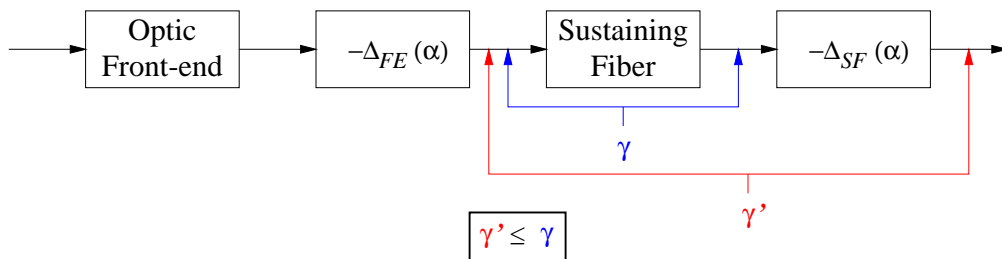 Optic
Front-end
−Δ_FE (α)
Sustaining
Fiber
−Δ_SF (α)
γ
γ’
γ’ ≤ γ